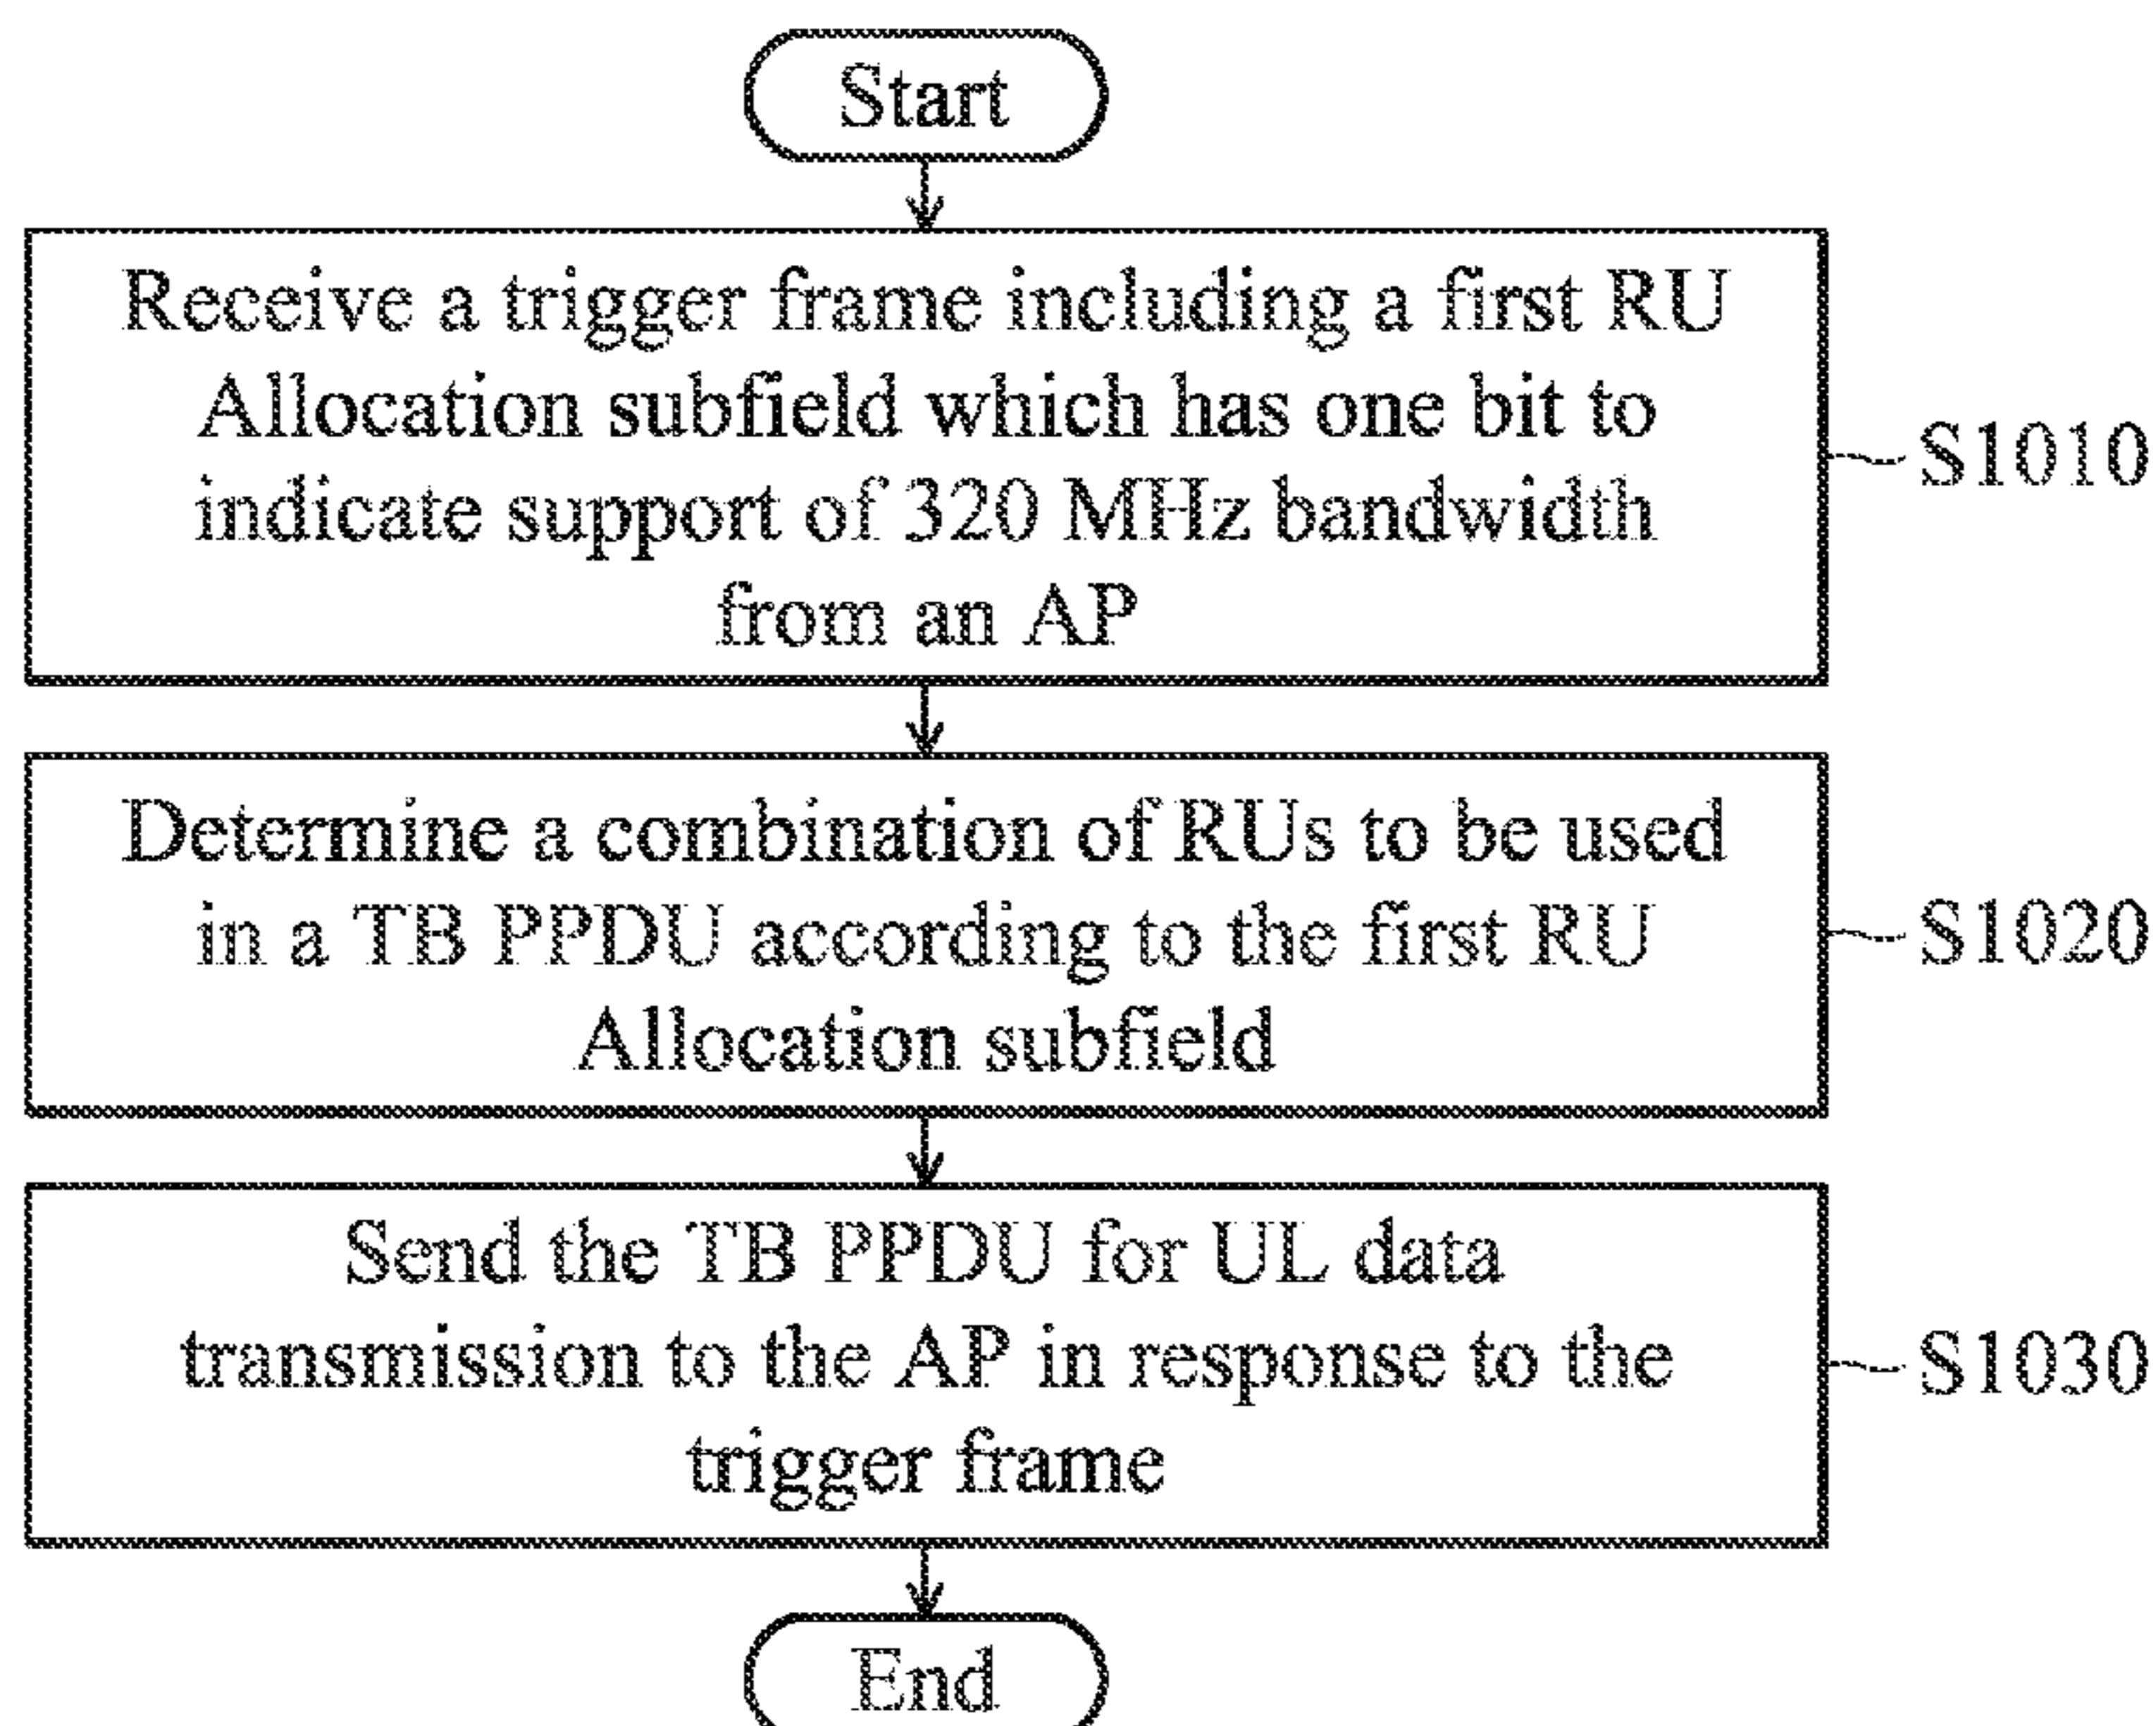 Start
Receive a trigger frame including a first RU
Allocation subfield which has one bit to
indicate support of 320 MHz bandwidth
from an AP
S1010
Determine a combination of RUs to be used
in a TB PPDU according to the first RU
Allocation subfield
S1020
Send the TB PPDU for UL data
transmission to the AP in response to the
trigger frame
S1030
End